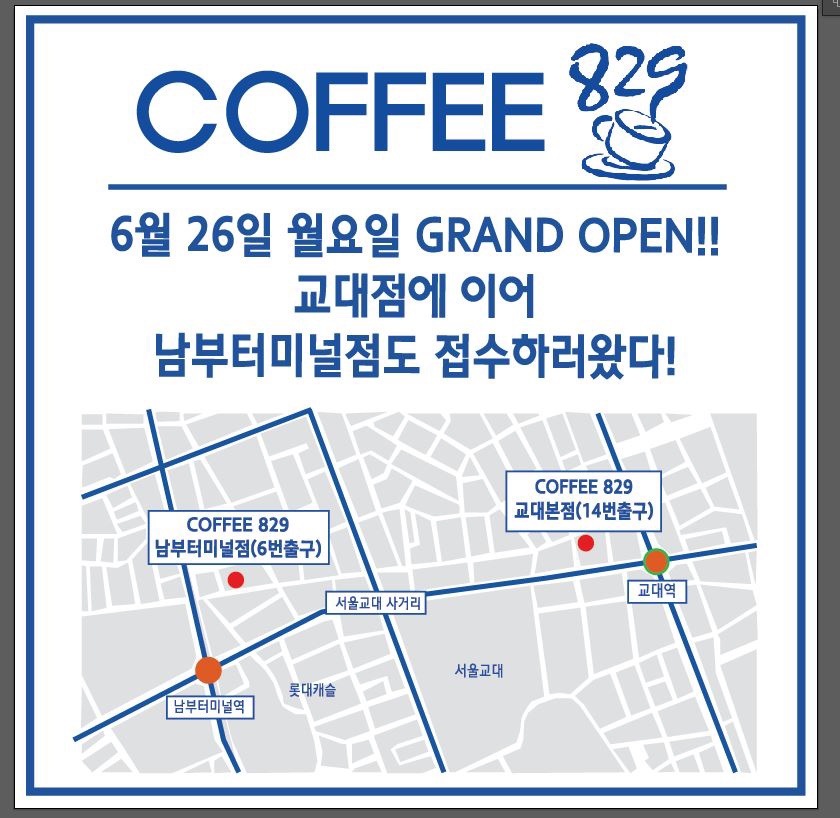 COFFEE 829
6월 26일 월요일 GRAND OPEN!!
교대점에 이어
남부터미널점도 접수하러왔다!
COFFEE 829
교대본점(14번출구)
COFFEE 829
남부터미널점(6번출구)
교대역
서울교대 사거리
서울교대
롯대캐슬
남부터미널역